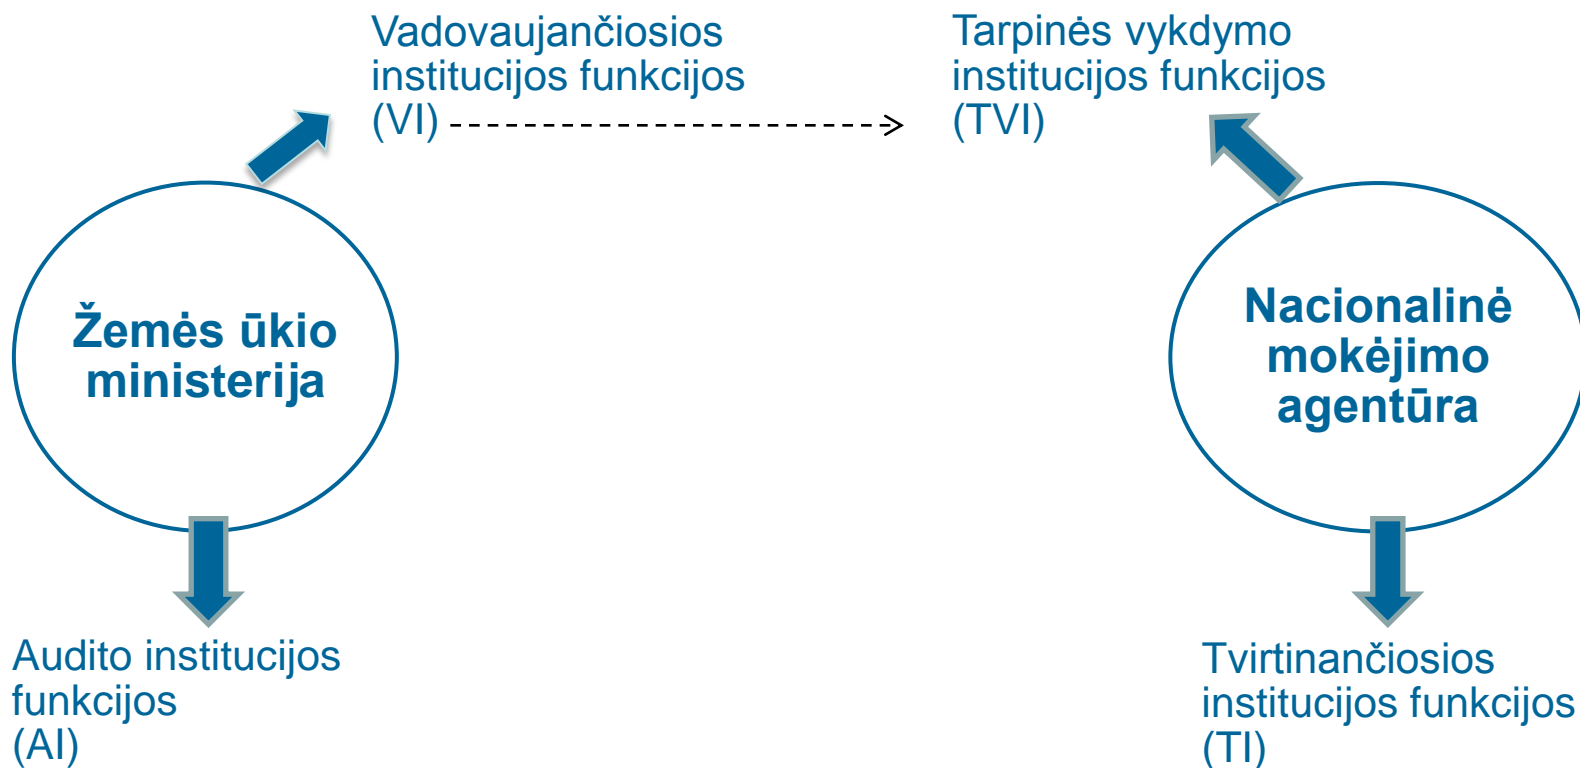 Vadovaujančiosios
institucijos funkcijos
(VI)
Tarpinės vykdymo
institucijos funkcijos
(TVI)
Žemės ūkio
ministerija
Nacionalinė
mokėjimo
agentūra
Audito institucijos
funkcijos
(AI)
Tvirtinančiosios
institucijos funkcijos
(TI)